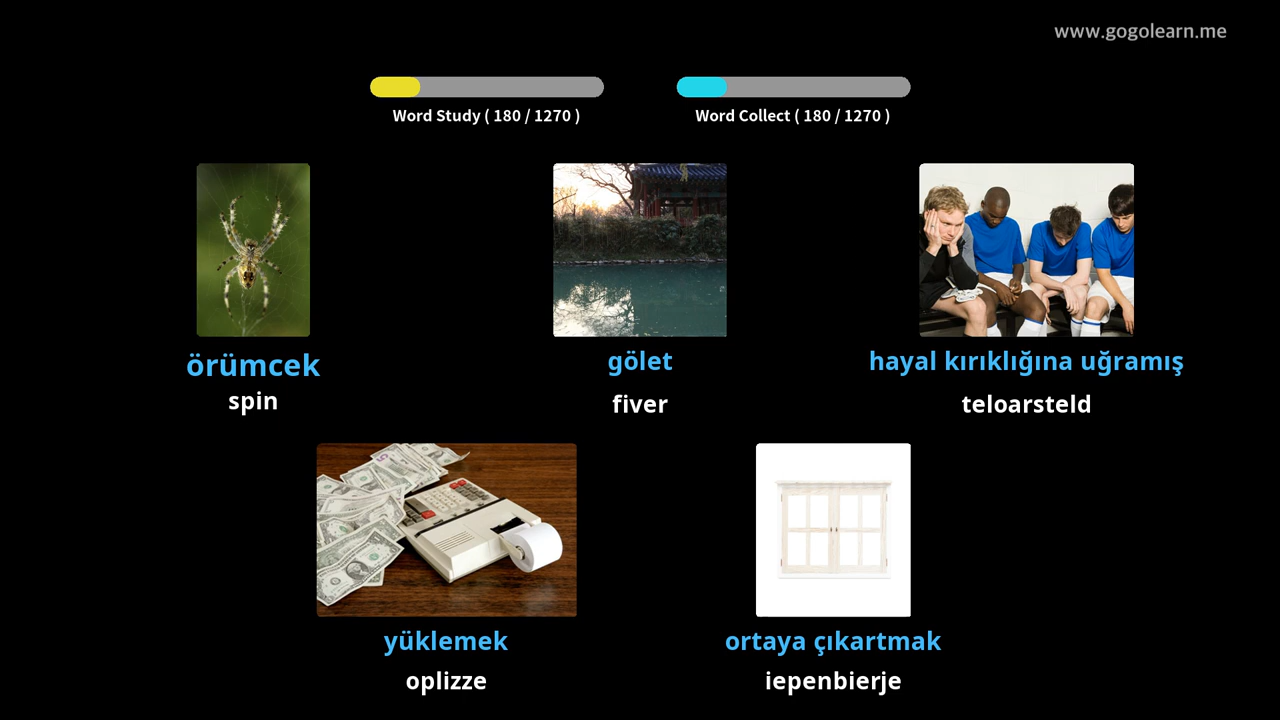 www.gogolearn.me
Word Study ( 180 / 1270 )
Word Collect ( 180 / 1270 )
örümcek
spin
gölet
fiver
hayal kırıklığına uğramış
teloarsteld
yüklemek
oplizze
ortaya çıkartmak
iepenbierje